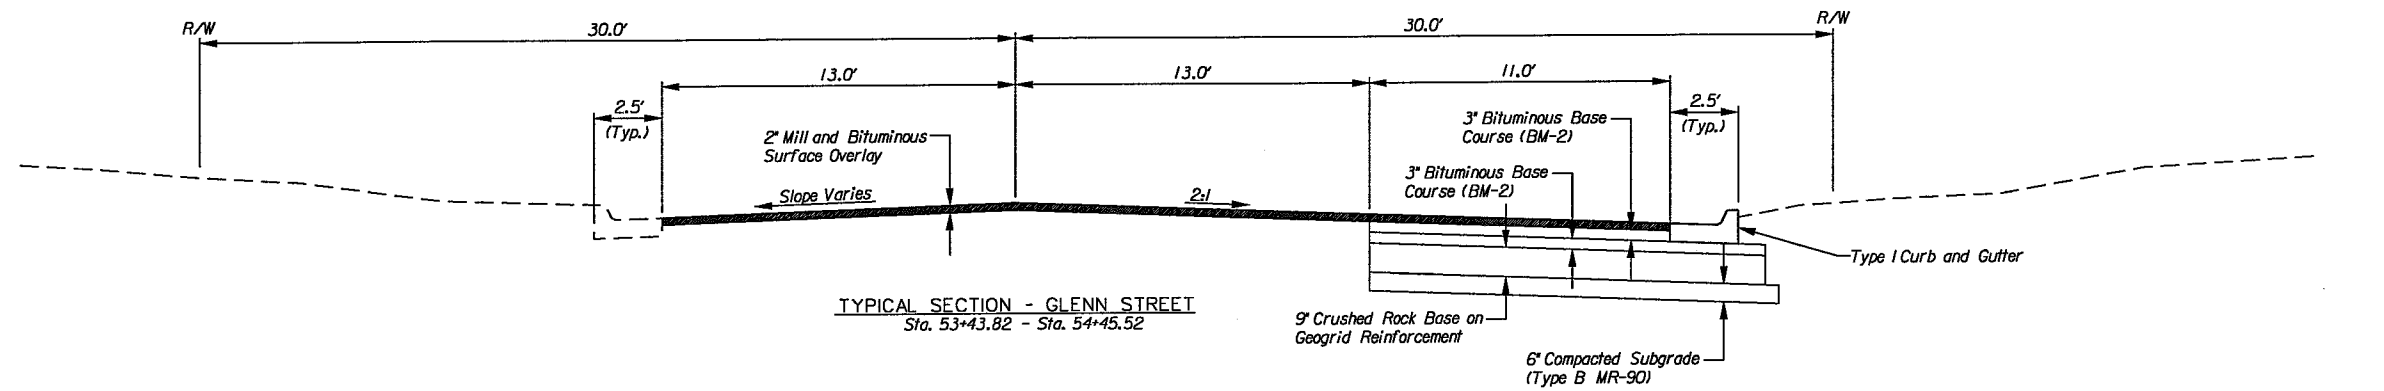 R/W
30.0'
30.0'
R/W
13.0'
13.0'
11.0'
2.5'
(Typ.)
2.5'
(Typ.)
2" Mill and Bituminous
Surface Overlay
3" Bituminous Base
Course (BM-2)
3" Bituminous Base
Course (BM-2)
Slope Varies
2:1
Type I Curb and Gutter
TYPICAL SECTION - GLENN STREET
Sta. 53+43.82 - Sta. 54+45.52
9" Crushed Rock Base on
Geogrid Reinforcement
6" Compacted Subgrade
(Type B MR-90)